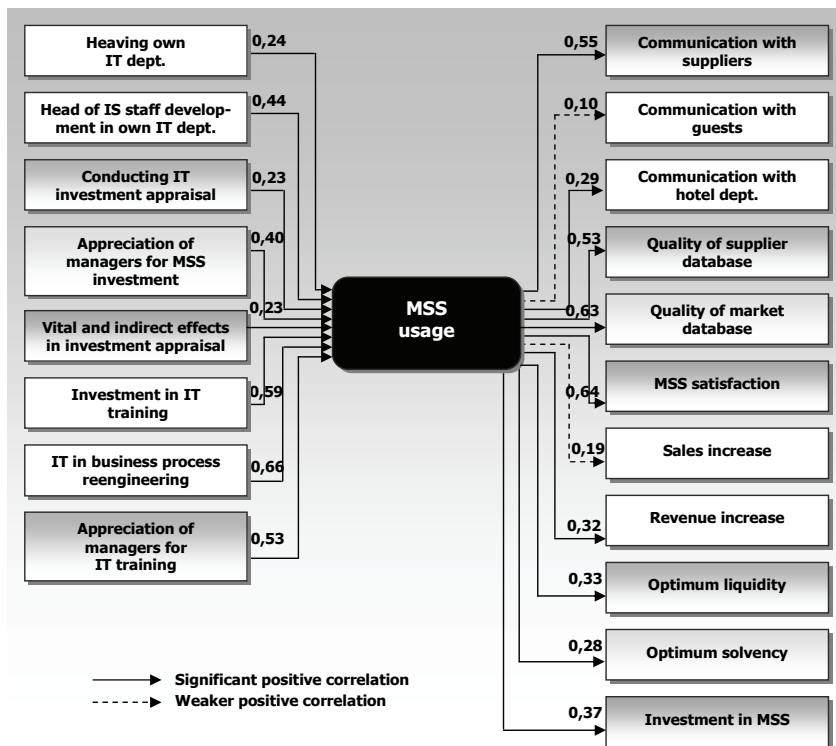 Heaving own
IT dept.
0,24
Head of IS staff develop-
ment in own IT dept.
0,44
Conducting IT
investment appraisal
0,23
Appreciation of
managers for MSS
investment
0,40
Vital and indirect effects
in investment appraisal
0,23
Investment in IT
training
0,59
IT in business process
reengineering
0,66
Appreciation of
managers for
IT training
0,53
MSS
usage
0,55
Communication with
suppliers
0,10
Communication with
guests
0,29
Communication with
hotel dept.
0,53
Quality of supplier
database
0,63
Quality of market
database
0,64
MSS satisfaction
0,19
Sales increase
0,32
Revenue increase
0,33
Optimum liquidity
0,28
Optimum solvency
0,37
Investment in MSS
Significant positive correlation
Weaker positive correlation